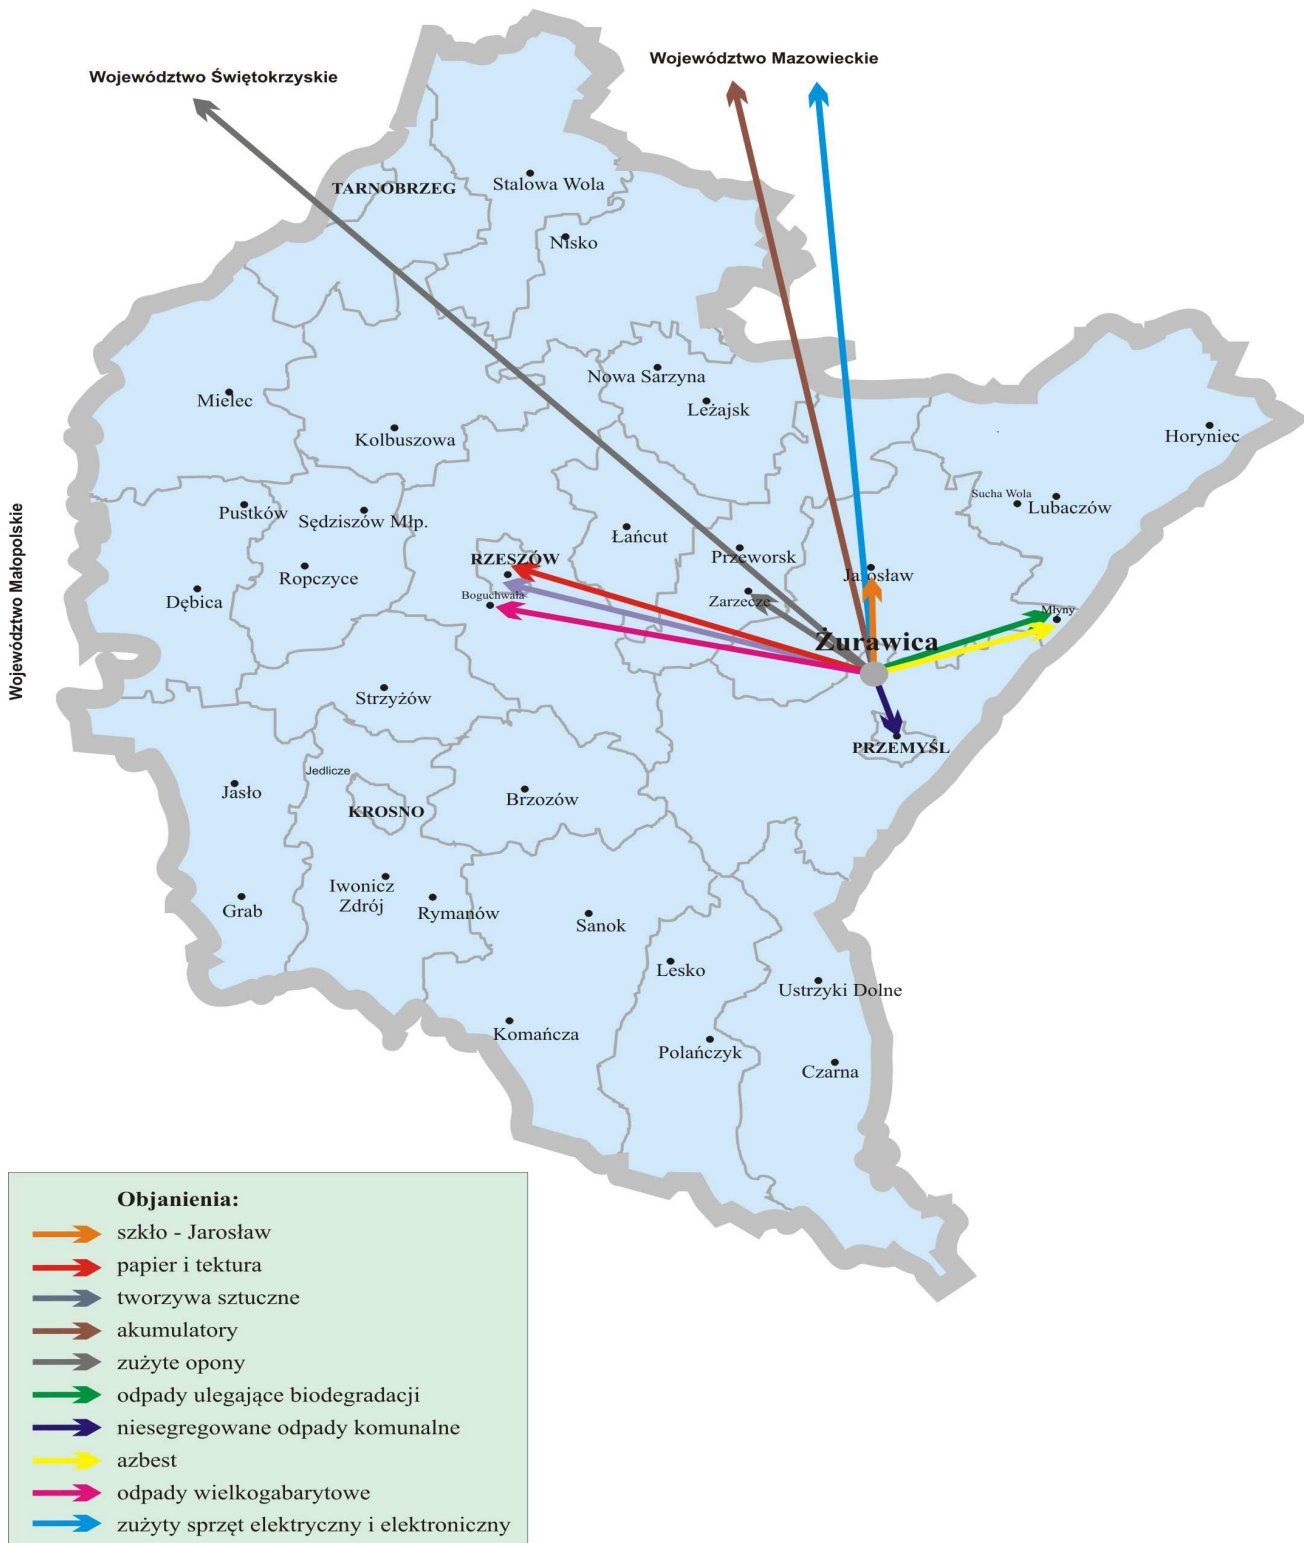 Województwo Świętokrzyskie
Województwo Mazowieckie
TARNOBRZEG
Stalowa Wola
Nisko
Nowa Sarzyna
Leżajsk
Mielec
Kolbuszowa
Horyniec
Województwo Małopolskie
Pustków
Sędziszów Młp.
Sucha Wola
Lubaczów
Łańcut
Przeworsk
RZESZÓW
Ropczyce
Jarosław
Dębica
Boguchwała
Zarzecze
Młyny
Żurawica
Strzyżów
PRZEMYŚL
Jedlicze
Jasło
KROSNO
Brzozów
Iwonicz
Zdrój
Grab
Rymanów
Sanok
Lesko
Ustrzyki Dolne
Komańcza
Polańczyk
Czarna
Objanienia:
szkło - Jarosław
papier i tektura
tworzywa sztuczne
akumulatory
zużyte opony
odpady ulegające biodegradacji
niesegregowane odpady komunalne
azbest
odpady wielkogabarytowe
zużyty sprzęt elektryczny i elektroniczny